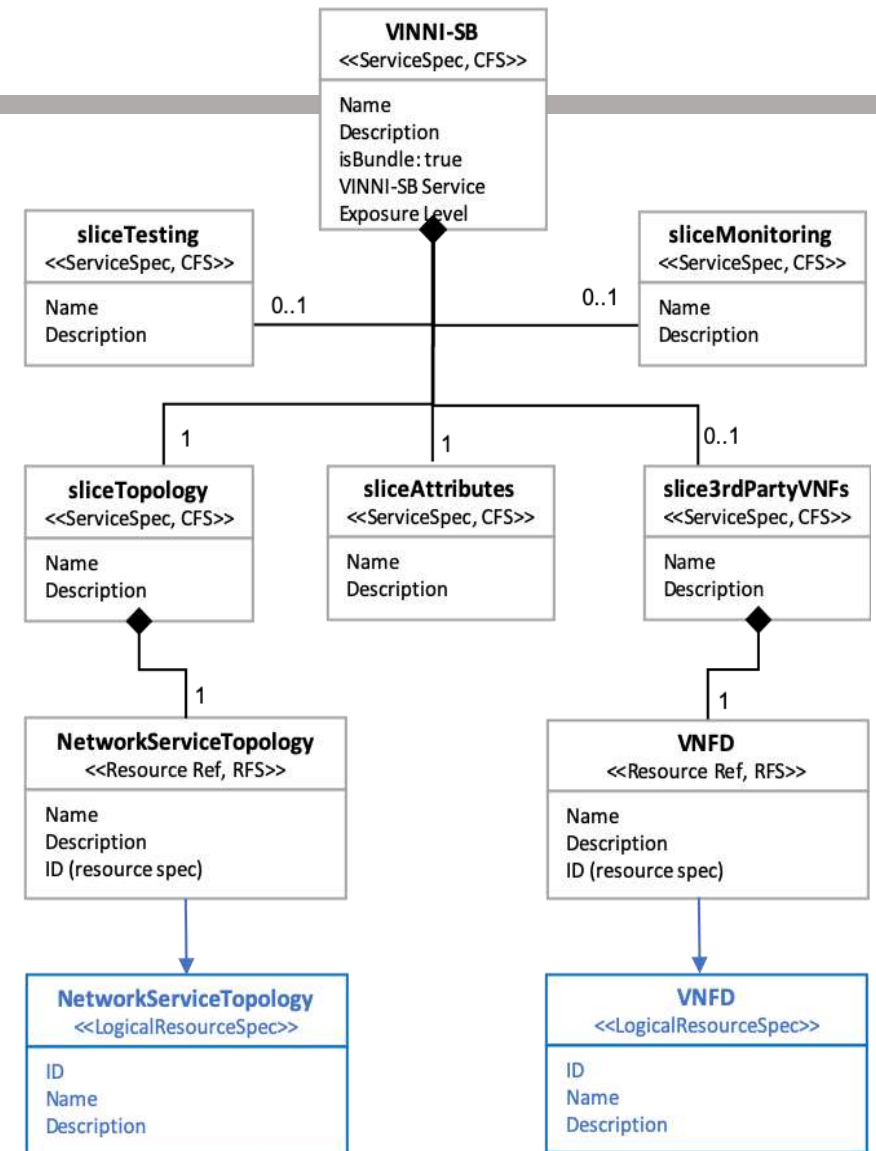 VINNI-SB
<<ServiceSpec, CFS>>
Name
Description
isBundle: true
VINNI-SB Service
Exposure Level
sliceTesting
<<ServiceSpec, CFS>>
Name
Description
0..1
0..1
sliceMonitoring
<<ServiceSpec, CFS>>
Name
Description
1
1
0..1
sliceTopology
<<ServiceSpec, CFS>>
Name
Description
sliceAttributes
<<ServiceSpec, CFS>>
Name
Description
slice3rdPartyVNFs
<<ServiceSpec, CFS>>
Name
Description
1
1
NetworkServiceTopology
<<Resource Ref, RFS>>
Name
Description
ID (resource spec)
VNFD
<<Resource Ref, RFS>>
Name
Description
ID (resource spec)
NetworkServiceTopology
<<LogicalResourceSpec>>
ID
Name
Description
VNFD
<<LogicalResourceSpec>>
ID
Name
Description